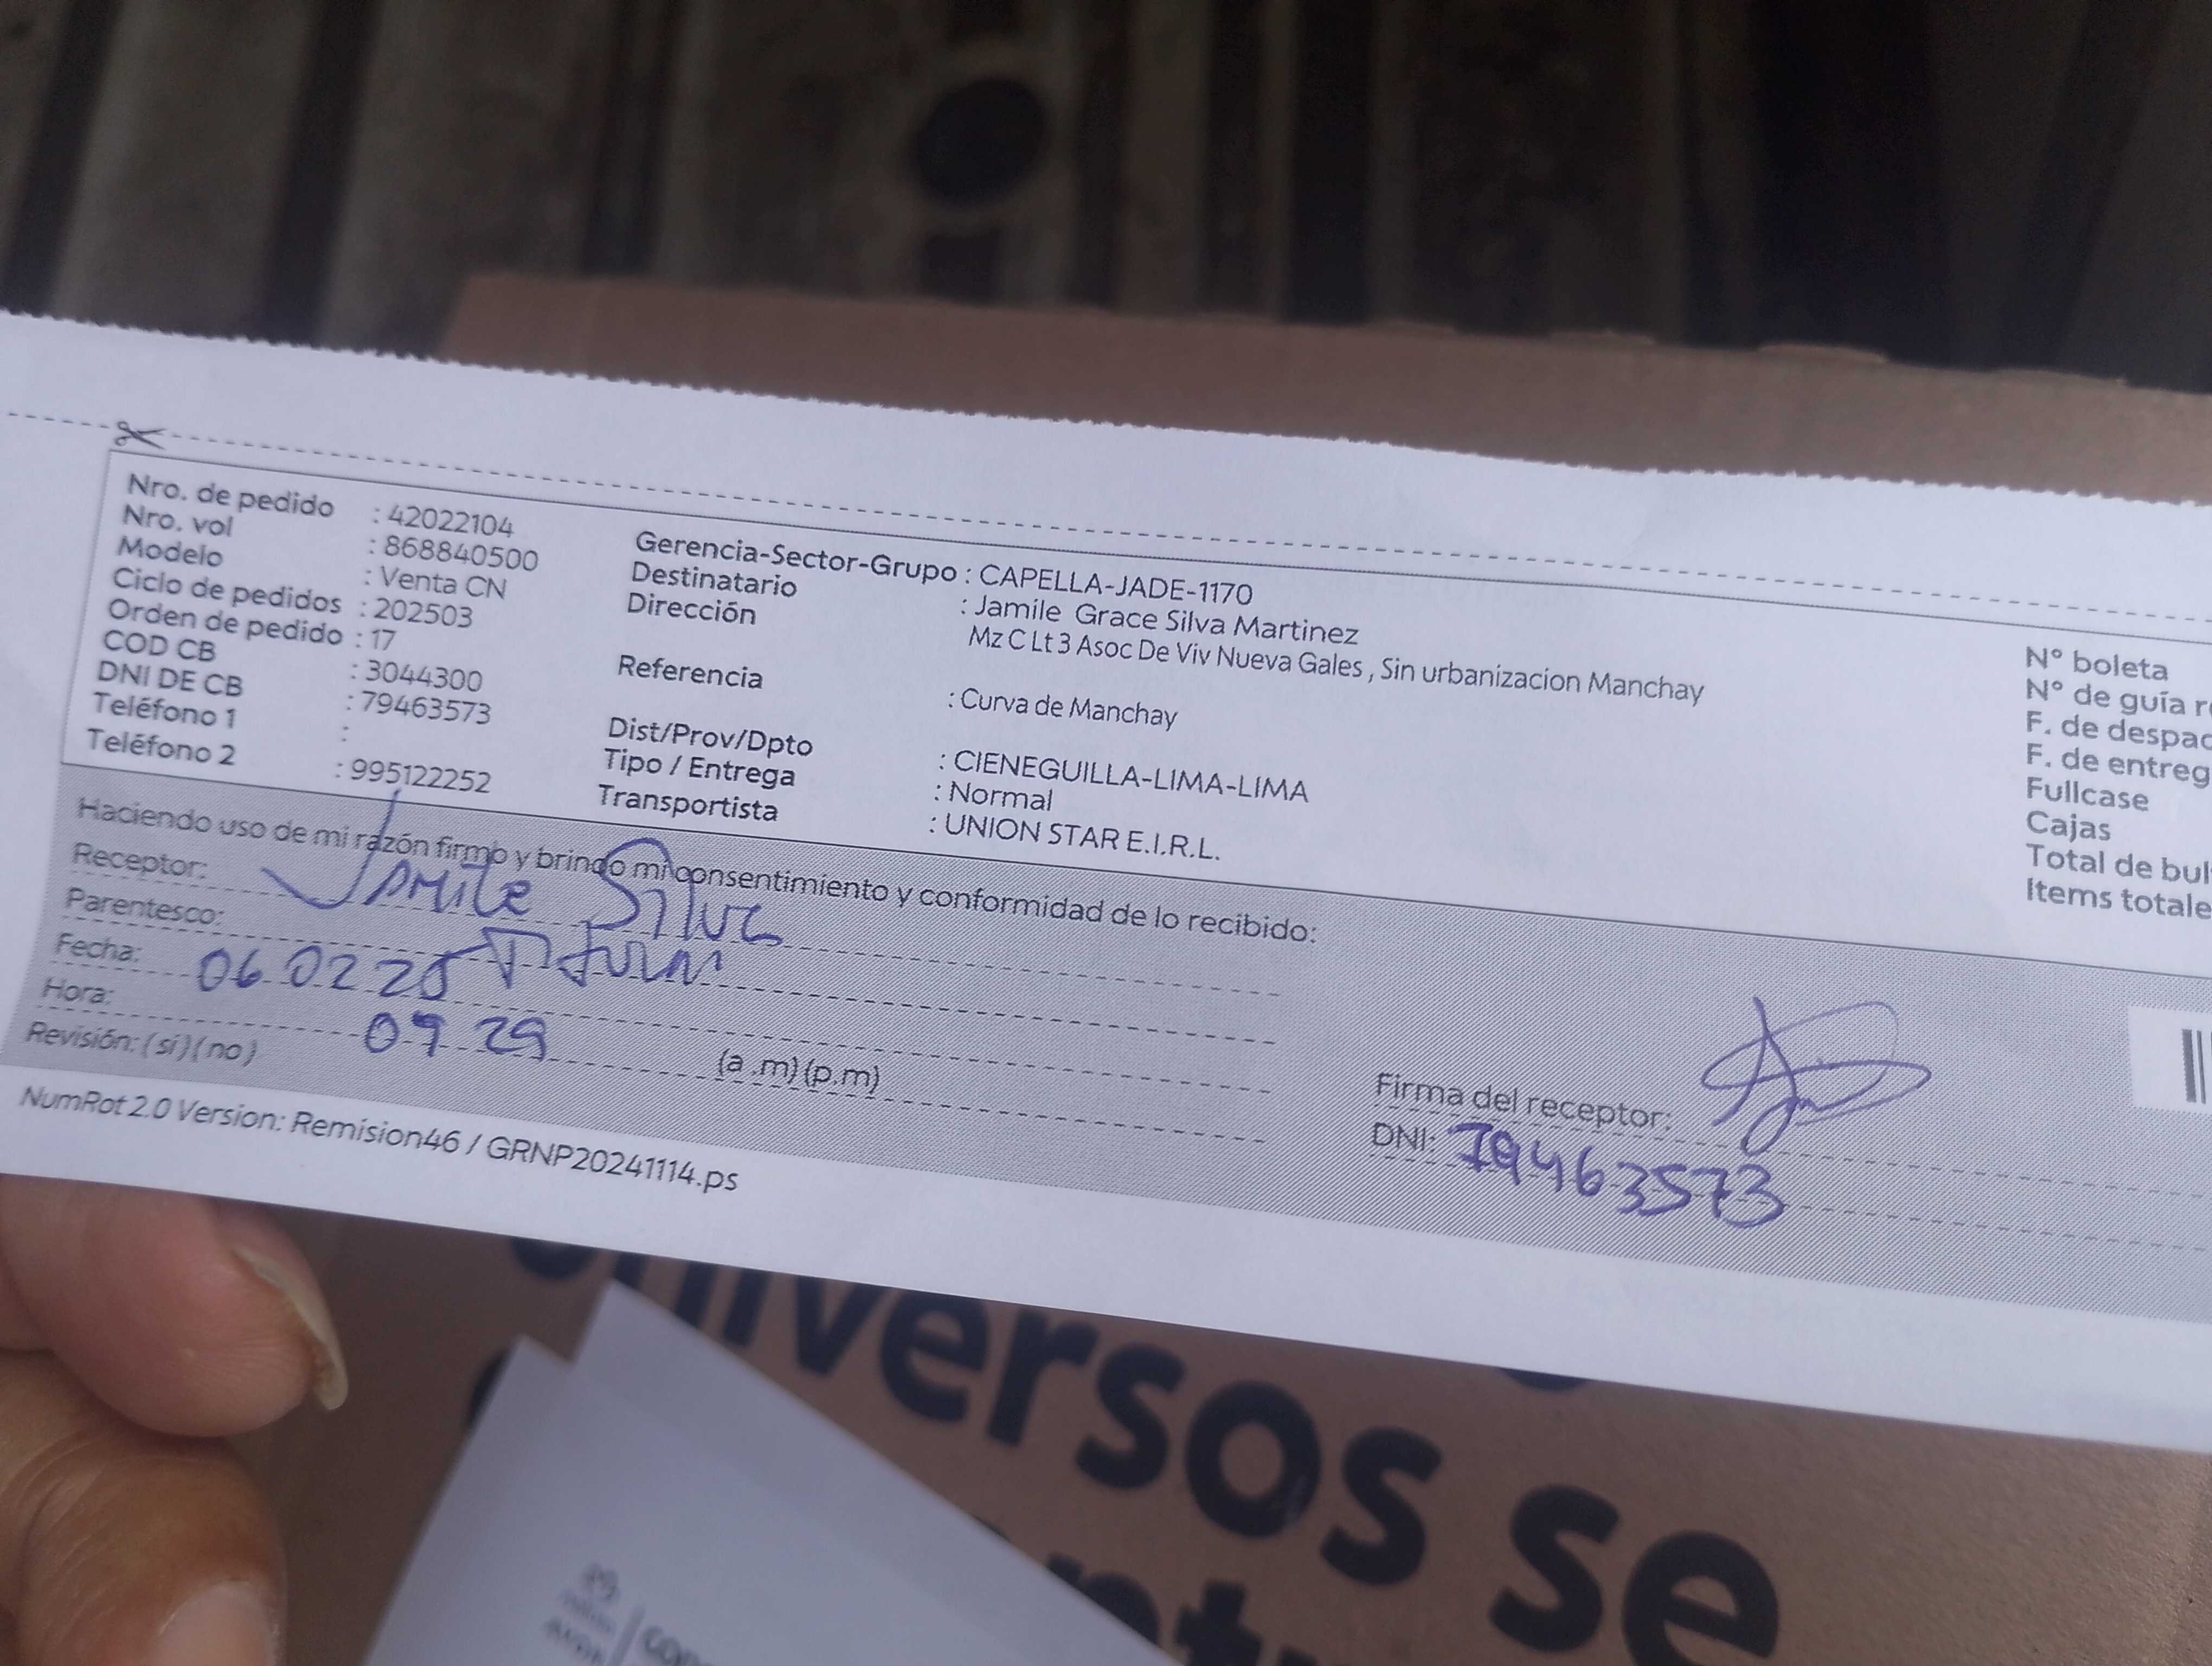 Nro. de pedido : 42022104
Nro. vol : 868840500
Modelo : Venta CN
Ciclo de pedidos : 202503
Orden de pedido : 17
COD CB : 3044300
DNI DE CB : 79463573
Teléfono 1 :
Teléfono 2 : 995122252
Gerencia-Sector-Grupo : CAPELLA-JADE-1170
Destinatario : Jamile Grace Silva Martinez
Dirección Mz C Lt 3 Asoc De Viv Nueva Gales , Sin urbanizacion Manchay
Referencia : Curva de Manchay
Dist/Prov/Dpto : CIENEGUILLA-LIMA-LIMA
Tipo / Entrega : Normal
Transportista : UNION STAR E.I.R.L.
N° boleta
N° de guía r
F. de despac
F. de entreg
Fullcase
Cajas
Total de bul
Items totale
Haciendo uso de mi razón firmo y brindo mi consentimiento y conformidad de lo recibido:
Receptor: Jamile Silva
Parentesco:
Fecha: 06 02 25
Hora: 07 29 (a .m) (p.m)
Revisión: (si) (no)
Firma del receptor:
DNI: 79463573
NumRot 2.0 Version: Remision46 / GRNP20241114.ps
universos se